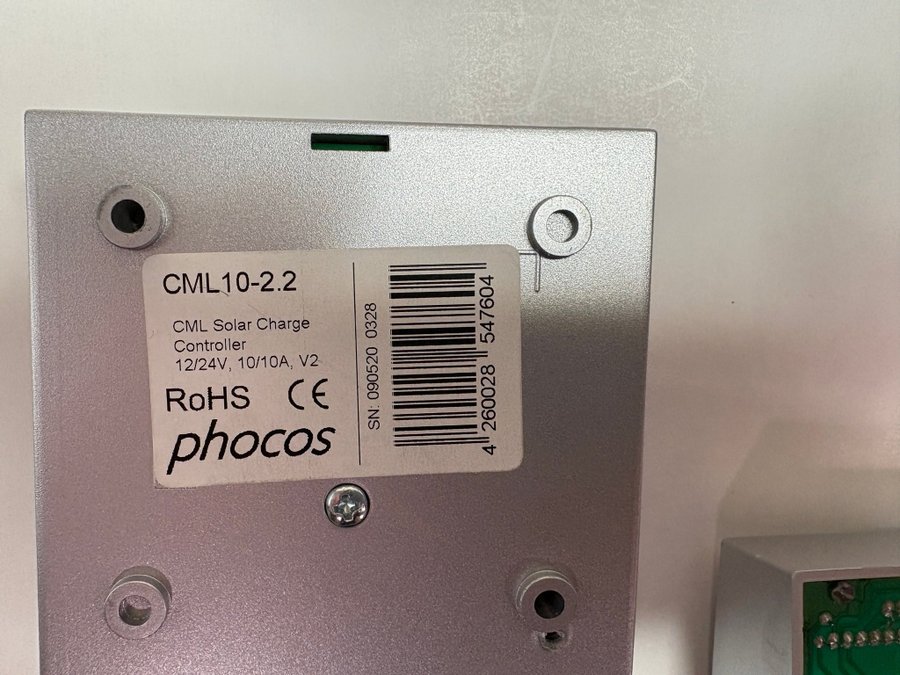 CML10-2.2
CML Solar Charge
Controller
12/24V, 10/10A, V2
RoHS CE
phocos
SN: 090520 0328
4 260028 547604